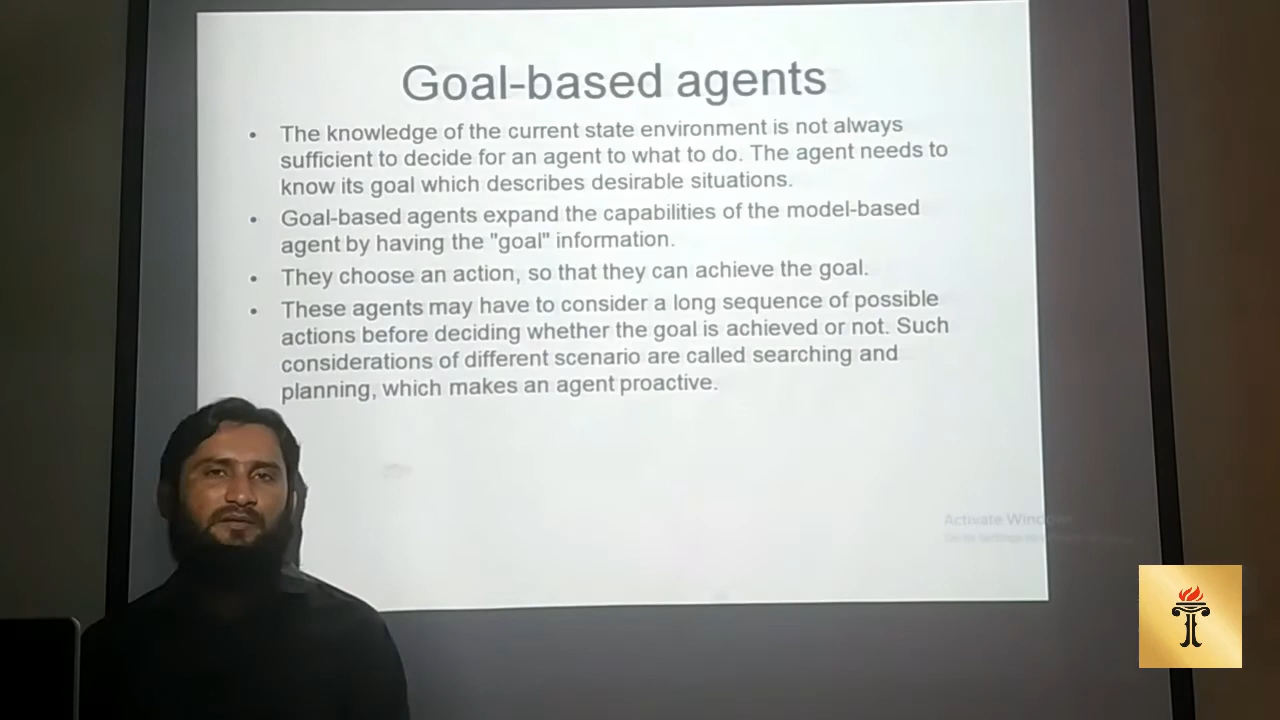 Goal-based agents
• The knowledge of the current state environment is not always
sufficient to decide for an agent to what to do. The agent needs to
know its goal which describes desirable situations.
• Goal-based agents expand the capabilities of the model-based
agent by having the "goal" information.
• They choose an action, so that they can achieve the goal.
• These agents may have to consider a long sequence of possible
actions before deciding whether the goal is achieved or not. Such
considerations of different scenario are called searching and
planning, which makes an agent proactive.
Activate Windows